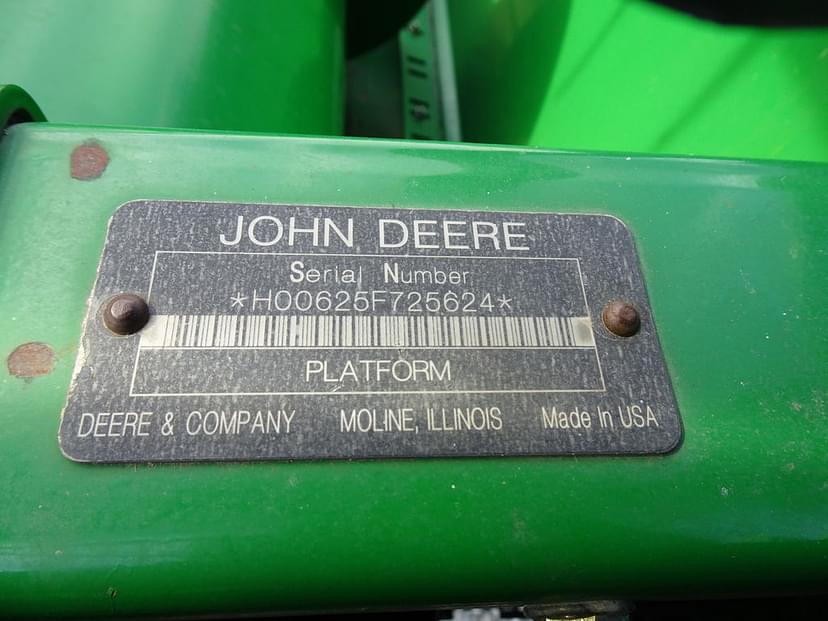 JOHN DEERE
Serial Number
*H00625F725624*
PLATFORM
DEERE & COMPANY MOLINE, ILLINOIS Made In USA